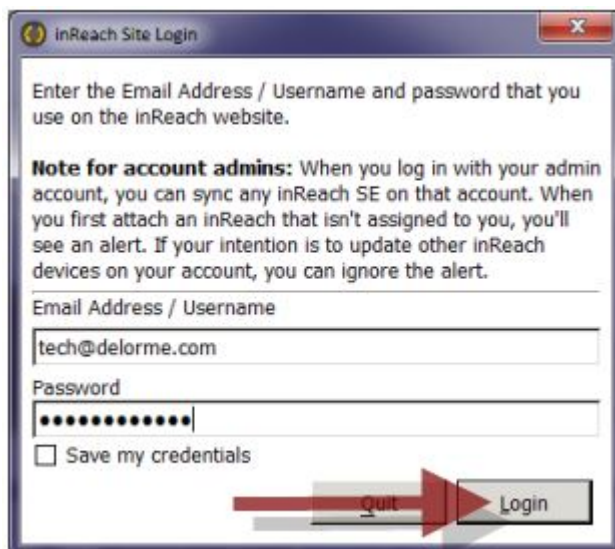 inReach Site Login
Enter the Email Address / Username and password that you
use on the inReach website.
Note for account admins: When you log in with your admin
account, you can sync any inReach SE on that account. When
you first attach an inReach that isn't assigned to you, you'll
see an alert. If your intention is to update other inReach
devices on your account, you can ignore the alert.
Email Address / Username
tech@delorme.com
Password
●●●●●●●●●●●●
Save my credentials
Quit Login